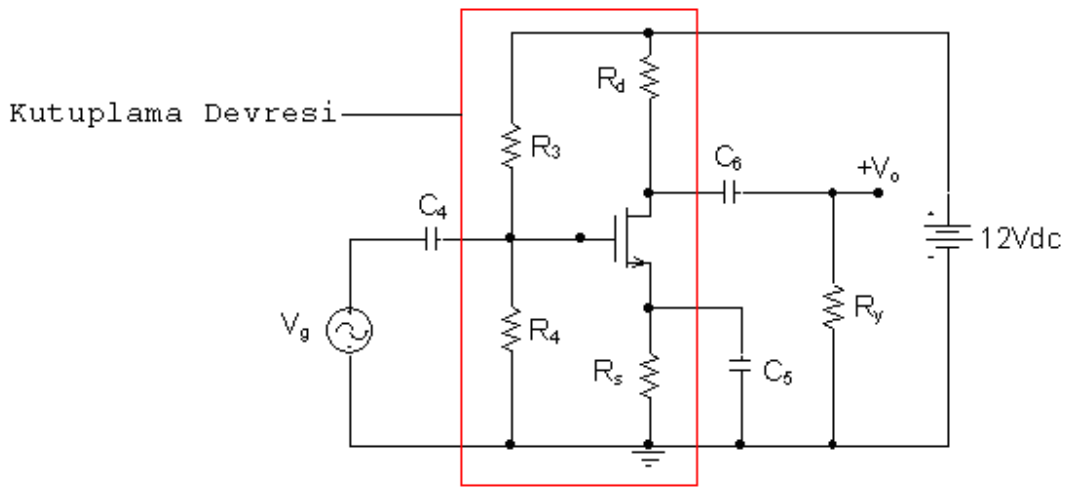 Kutuplama Devresi
R3
Rd
C4
C6
+Vo
12Vdc
Vg
R4
Rs
C5
Ry